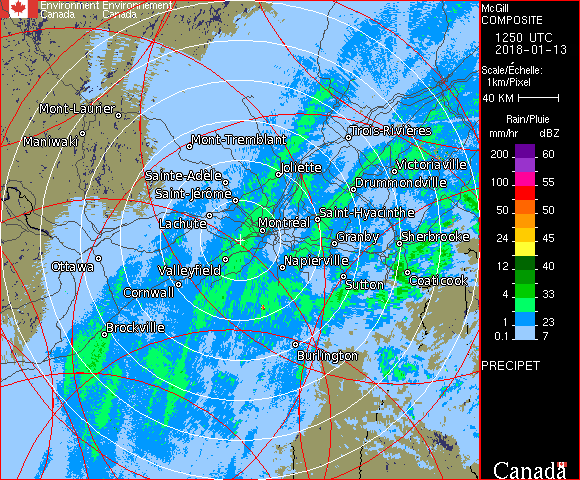 Environment Environnement
Canada Canada
McGill
COMPOSITE
1250 UTC
2018-01-13
Scale/Échelle:
1km/Pixel
40 KM
Rain/Pluie
mm/hr dBZ
200 60
100 55
50 50
24 45
12 40
4 33
1 23
0.1 7
PRECIPET
Canada
Mont-Laurier
Maniwaki
Mont-Tremblant
Trois-Rivières
Sainte-Adèle
Joliette
Victoriaville
Saint-Jérôme
Drummondville
Lachute
Montréal
Saint-Hyacinthe
Granby
Sherbrooke
Ottawa
Valleyfield
Napierville
Cornwall
Sutton
Coaticook
Brockville
Burlington